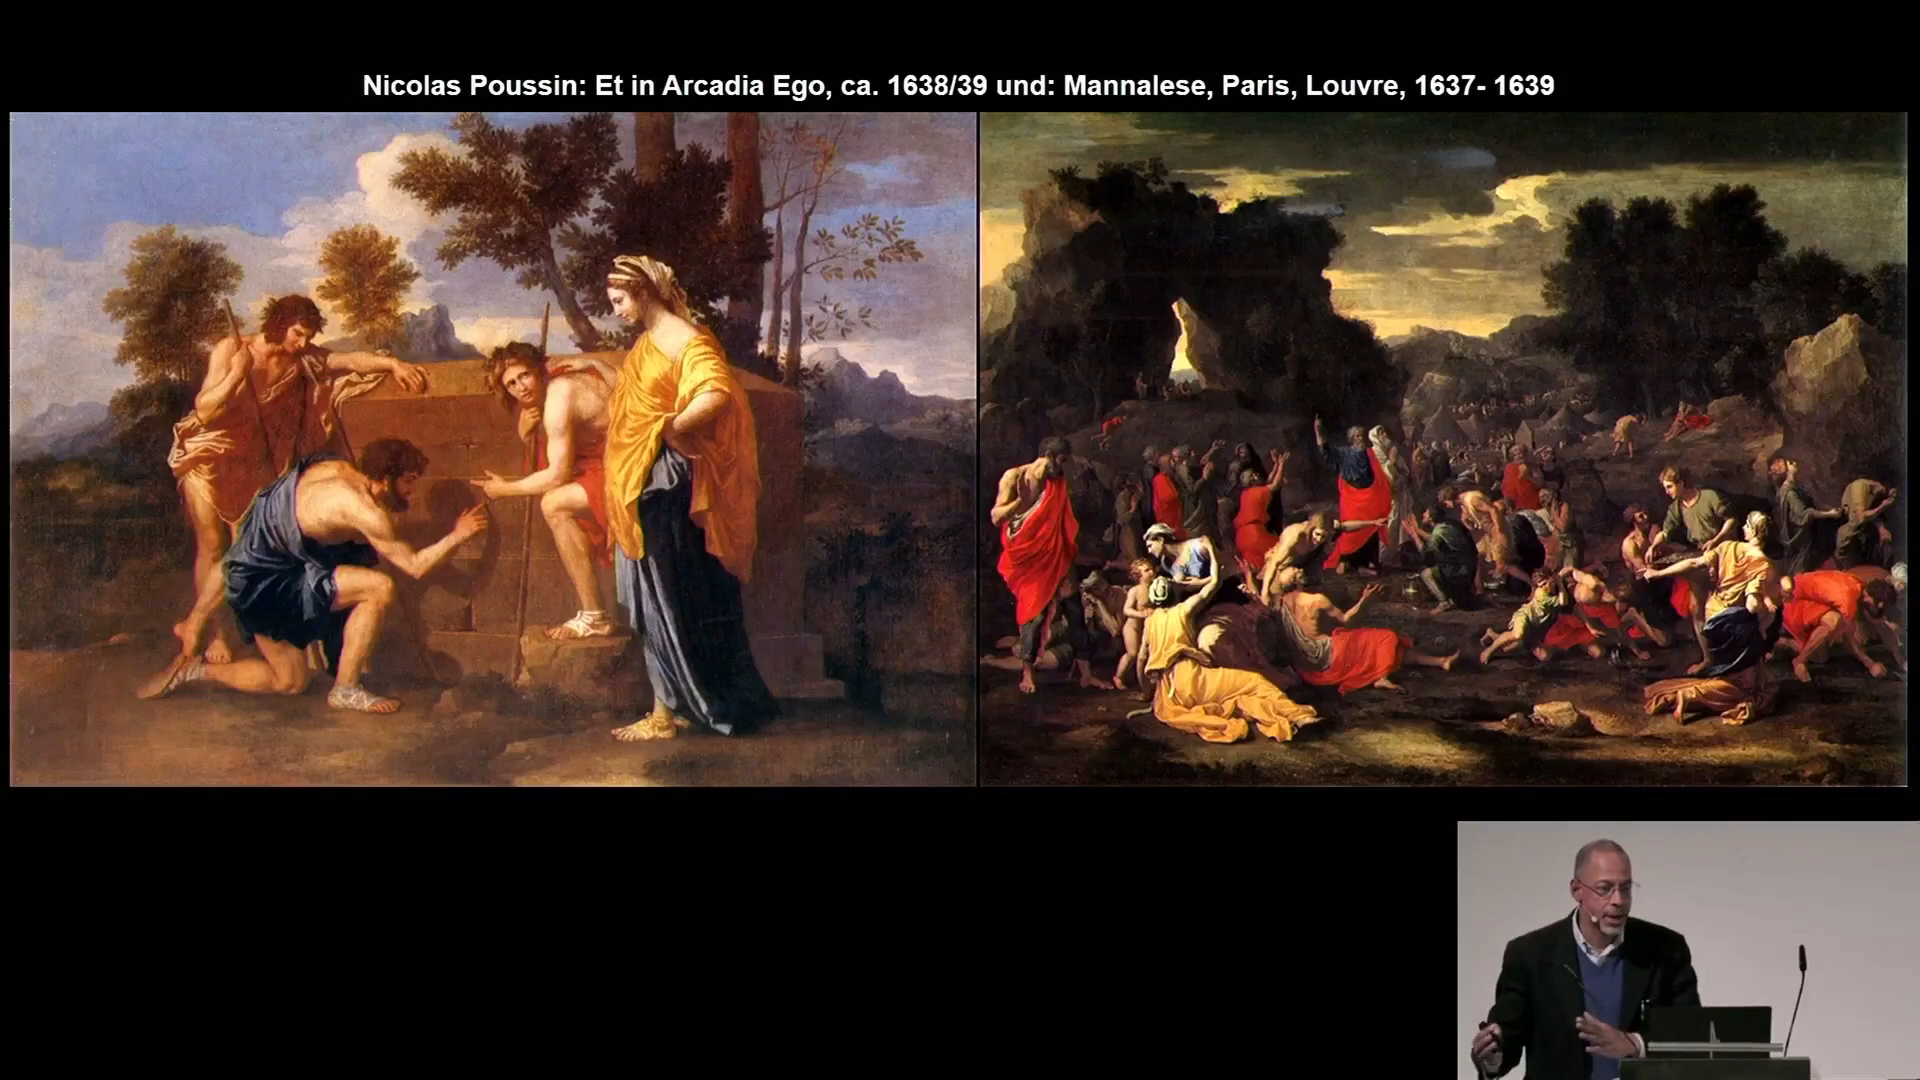 Nicolas Poussin: Et in Arcadia Ego, ca. 1638/39 und: Mannalese, Paris, Louvre, 1637- 1639